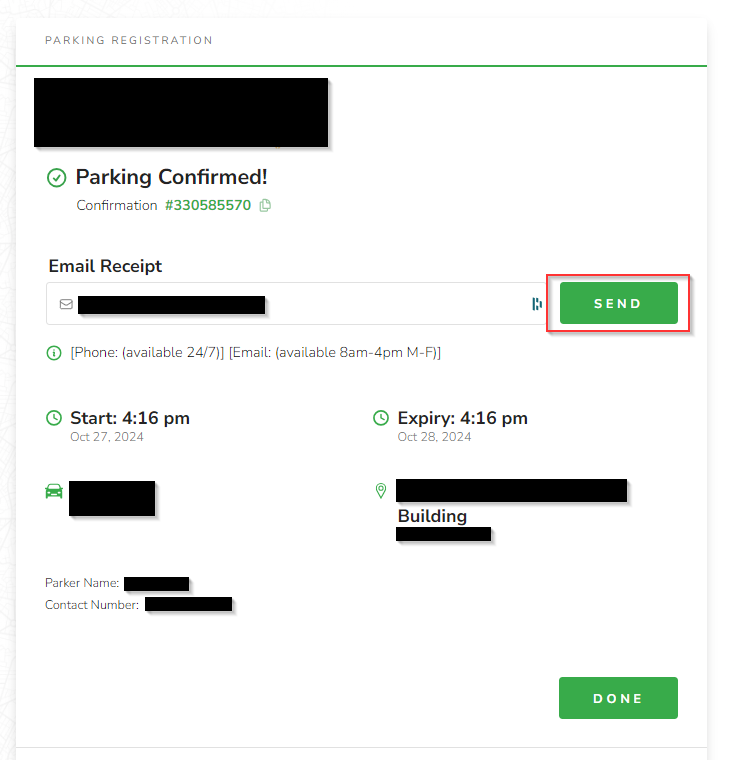 PARKING REGISTRATION
Parking Confirmed!
Confirmation #330585570
Email Receipt
SEND
[Phone: (available 24/7)] [Email: (available 8am-4pm M-F)]
Start: 4:16 pm
Oct 27, 2024
Expiry: 4:16 pm
Oct 28, 2024
Building
Parker Name:
Contact Number:
DONE